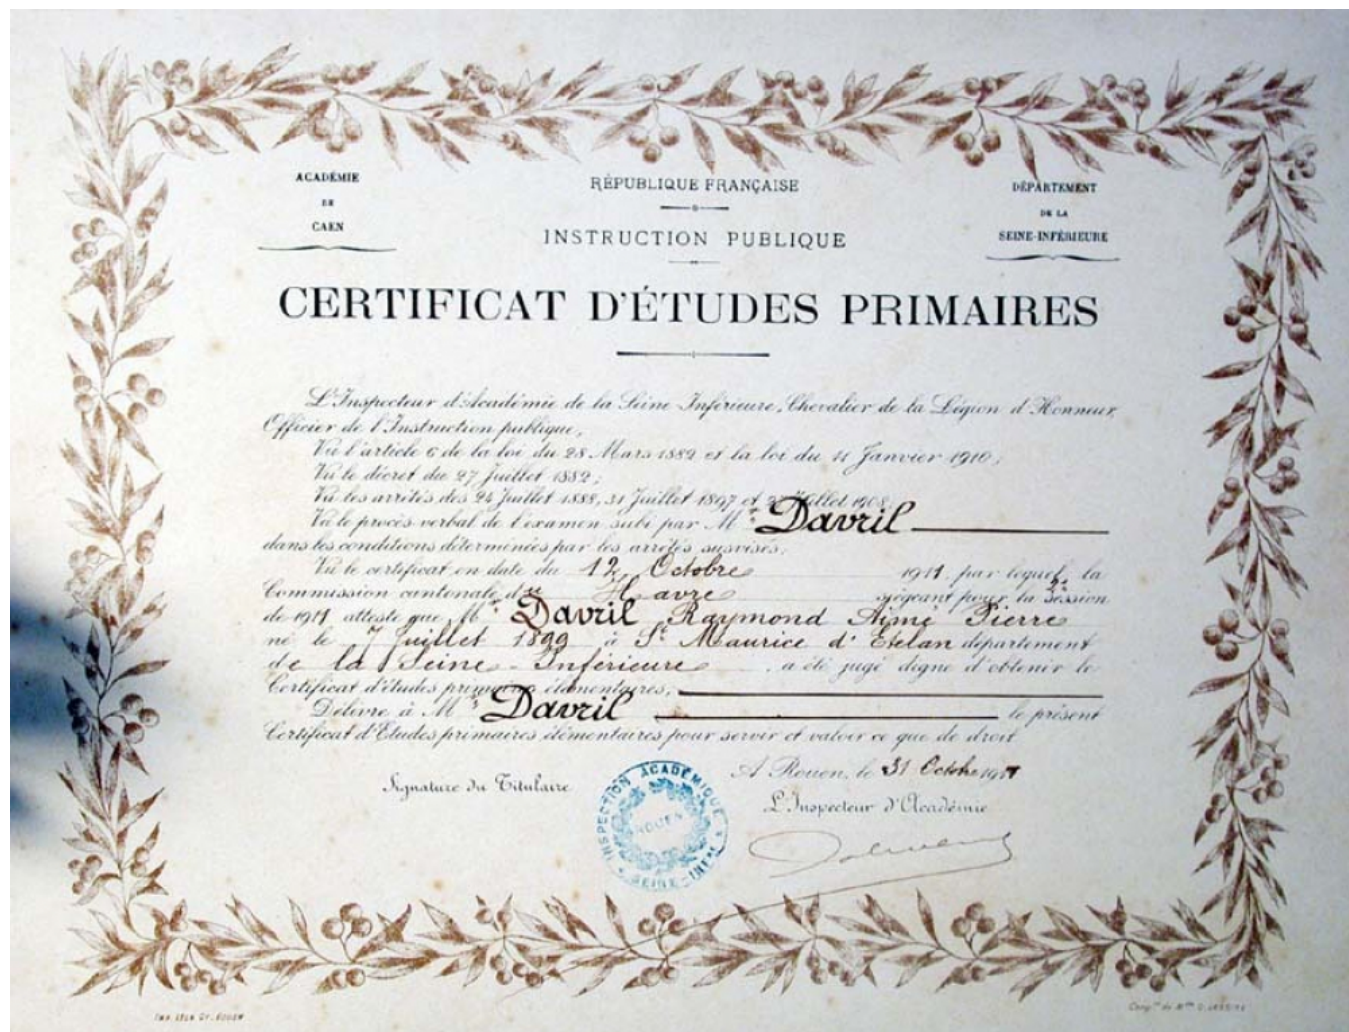 ACADÉMIE
DE
CAEN
RÉPUBLIQUE FRANÇAISE
INSTRUCTION PUBLIQUE
DÉPARTEMENT
DE LA
SEINE-INFÉRIEURE
CERTIFICAT D'ÉTUDES PRIMAIRES
L'Inspecteur d'Académie de la Seine Inférieure, Chevalier de la Légion d'Honneur,
Officier de l'Instruction publique,
Vu l'article 6 de la loi du 28 Mars 1882 et la loi du 11 Janvier 1910;
Vu le décret du 27 Juillet 1882;
Vu les arrêtés des 24 Juillet 1888, 31 Juillet 1897 et Juillet 1908;
Vu le procès-verbal de l'examen subi par Mr Davril
dans les conditions déterminées par les arrêtés susvisés,
Vu le certificat en date du 12 Octobre 1911, par lequel la
Commission cantonale du Havre siégeant pour la 2e Session
de 1911 atteste que Mr Davril Raymond Aimé Pierre
né le 7 Juillet 1899 à St Maurice d'Etelan département
de la Seine-Inférieure, a été jugé digne d'obtenir le
Certificat d'études primaires élémentaires,
Délivre à Mr Davril le présent
Certificat d'Etudes primaires élémentaires pour servir et valoir ce que de droit
A Rouen, le 31 Octobre 1911
Signature du Titulaire
L'Inspecteur d'Académie
INSPECTION ACADÉMIQUE
ROUEN
SEINE-INFRE